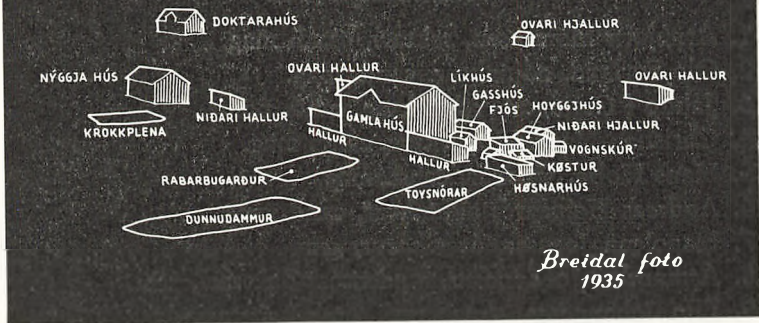 DOKTARAHÚS
OVARI HJALLUR
NÝGGJA HÚS
OVARI HALLUR
LÍKHÚS
OVARI HALLUR
GASSHÚS
FJÓS
HOYGGJHÚS
NIÐARI HALLUR
GAMLA HÚS
NIÐARI HJALLUR
KROKKPLENA
HALLUR
VOGNSKÚR
HALLUR
KØSTUR
RABARBUGARÐUR
TOYSNÓRAR
HØSNARHÚS
DUNNUDAMMUR
Breidal foto
1935